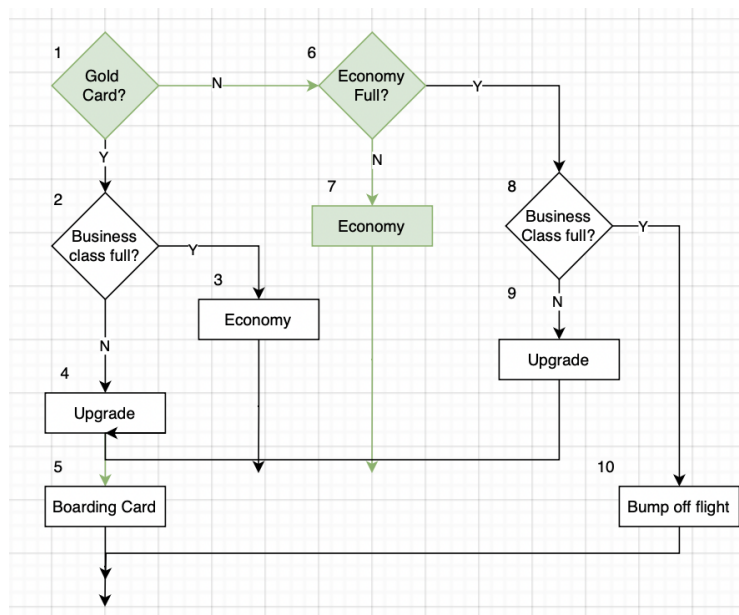 1
Gold
Card?
N
6
Economy
Full?
Y
Y
N
2
Business
class full?
Y
7
Economy
8
Business
Class full?
Y
3
Economy
9
N
N
Upgrade
4
Upgrade
5
Boarding Card
10
Bump off flight